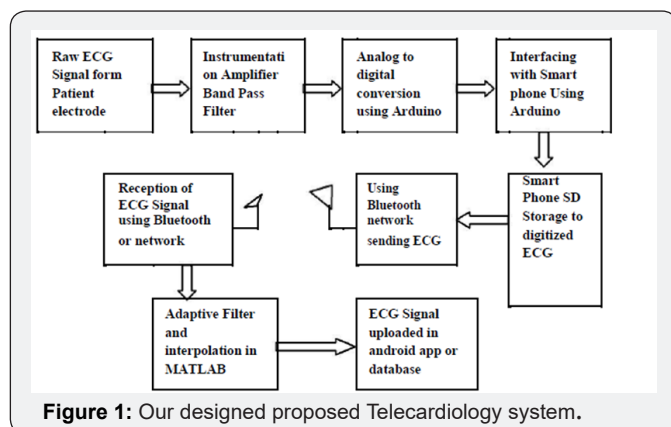 Raw ECG
Signal form
Patient
electrode
Instrumentati
on Amplifier
Band Pass
Filter
Analog to
digital
conversion
using Arduino
Interfacing
with Smart
phone Using
Arduino
Smart
Phone SD
Storage to
digitized
ECG
Using
Bluetooth
network
sending ECG
Reception of
ECG Signal
using Bluetooth
or network
Adaptive Filter
and
interpolation in
MATLAB
ECG Signal
uploaded in
android app or
database
Figure 1: Our designed proposed Telecardiology system.